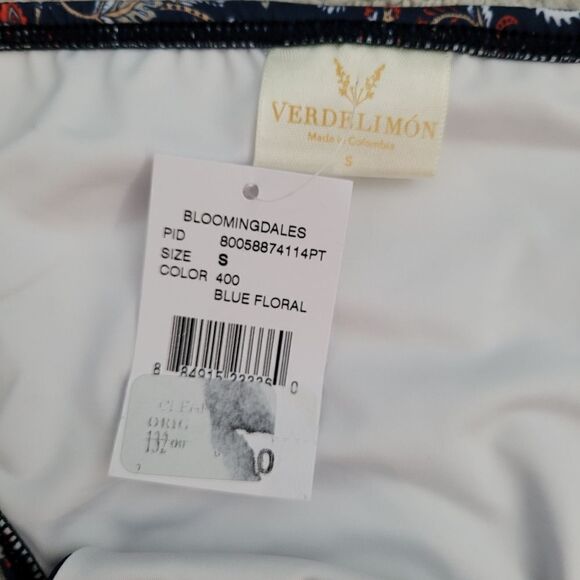 VERDELIMÓN
Made in Colombia
S
BLOOMINGDALES
PID 80058874114PT
SIZE S
COLOR 400
BLUE FLORAL
ORIG